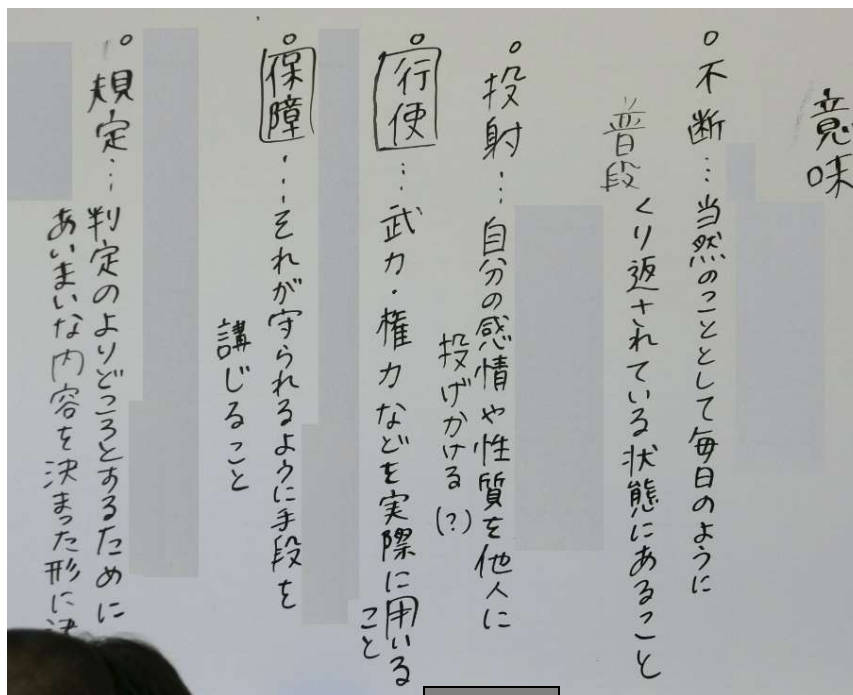 意味
○不断…当然のこととして毎日のように
普段
くり返されている状態にあること
○投射…自分の感情や性質を他人に
投げかける(?)
○行使…武力・権力などを実際に用いる
こと
○保障…それが守られるように手段を
講じること
○規定…判定のよりどころとするために
あいまいな内容を決まった形に